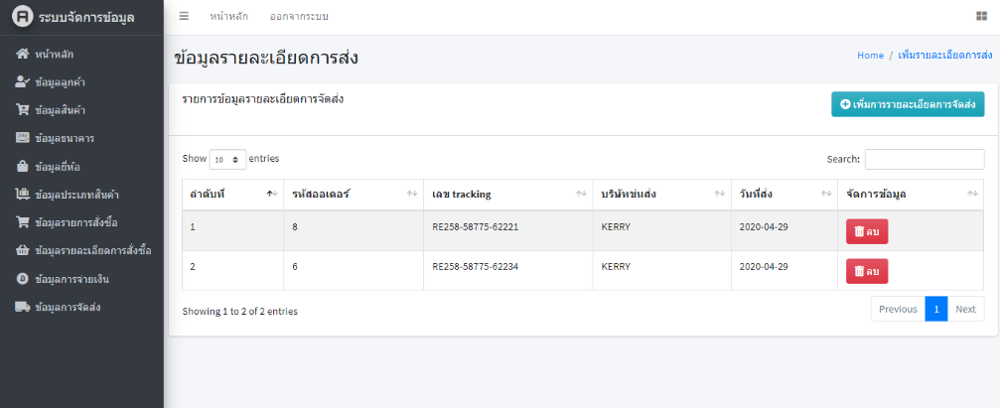 ระบบจัดการข้อมูล
หน้าหลัก ออกจากระบบ
หน้าหลัก
ข้อมูลลูกค้า
ข้อมูลสินค้า
ข้อมูลธนาคาร
ข้อมูลยี่ห้อ
ข้อมูลประเภทสินค้า
ข้อมูลรายการสั่งซื้อ
ข้อมูลรายละเอียดการสั่งซื้อ
ข้อมูลการจ่ายเงิน
ข้อมูลการจัดส่ง
ข้อมูลรายละเอียดการส่ง
Home / เพิ่มรายละเอียดการส่ง
รายการข้อมูลรายละเอียดการจัดส่ง
เพิ่มการรายละเอียดการจัดส่ง
Show 10 entries
Search:
ลำดับที่ รหัสออเดอร์ เลข tracking บริษัทขนส่ง วันที่ส่ง จัดการข้อมูล
1 8 RE258-58775-62221 KERRY 2020-04-29 ลบ
2 6 RE258-58775-62234 KERRY 2020-04-29 ลบ
Showing 1 to 2 of 2 entries
Previous 1 Next